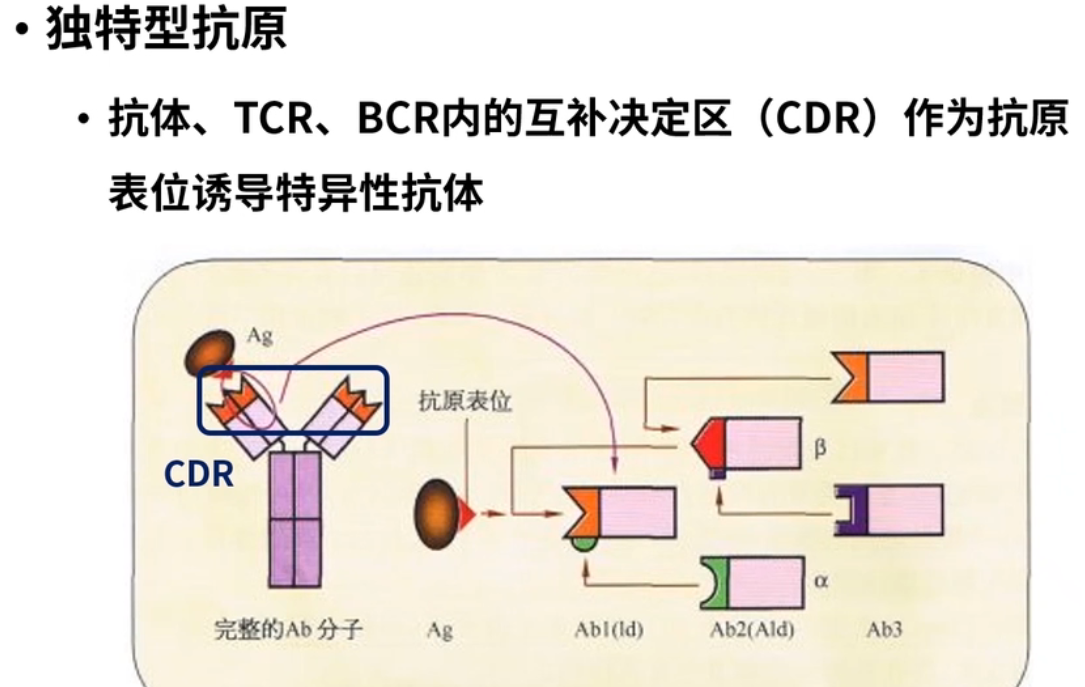 • 独特型抗原
• 抗体、TCR、BCR内的互补决定区（CDR）作为抗原
表位诱导特异性抗体
Ag
抗原表位
CDR
β
α
完整的Ab 分子
Ag
Ab1(ld)
Ab2(Ald)
Ab3